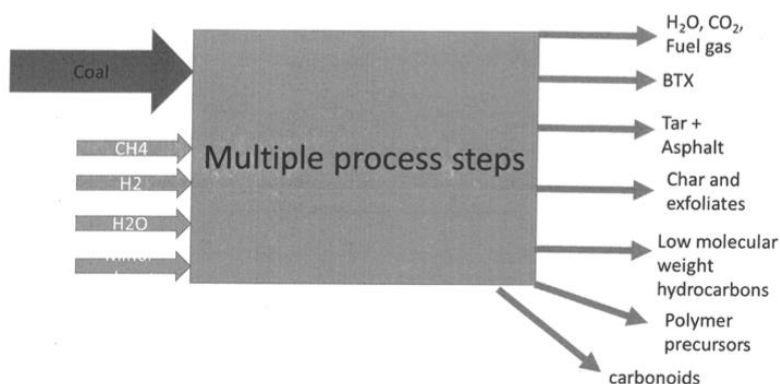 Coal
CH4
H2
H2O
Multiple process steps
H₂O, CO₂,
Fuel gas
BTX
Tar +
Asphalt
Char and
exfoliates
Low molecular
weight
hydrocarbons
Polymer
precursors
carbonoids